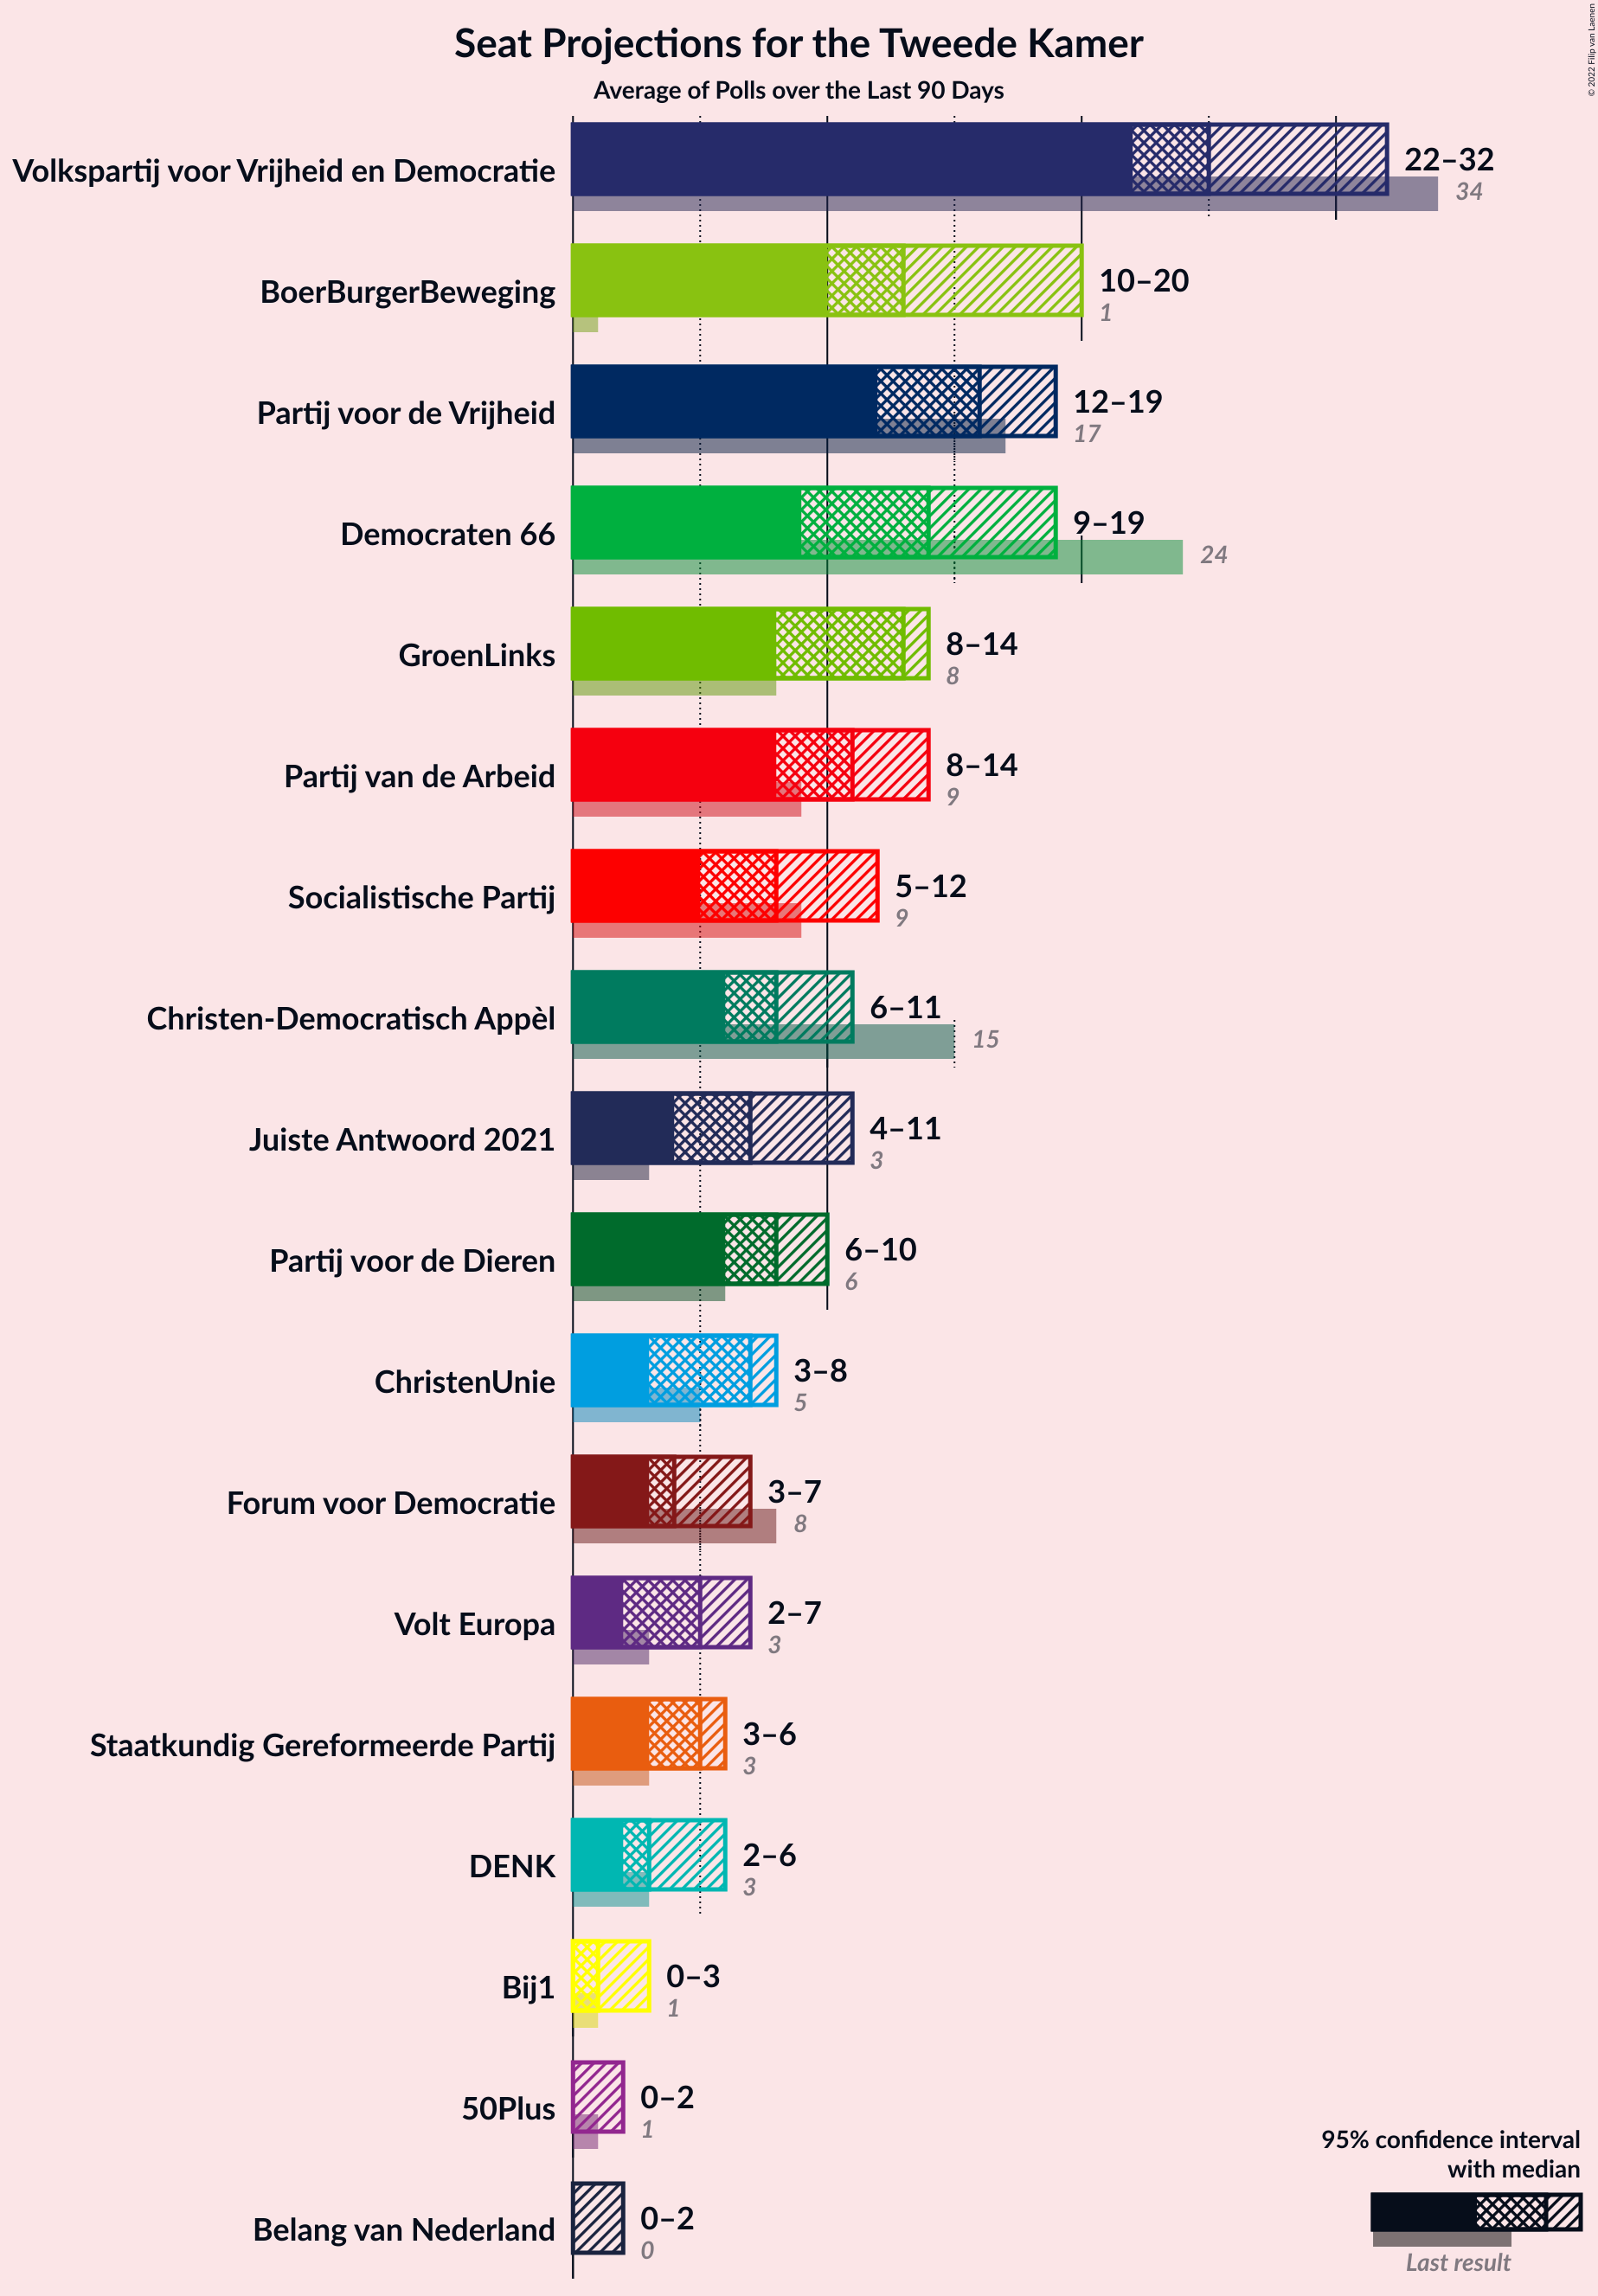 Seat Projections for the Tweede Kamer
Average of Polls over the Last 90 Days
© 2022 Filip van Laenen
Volkspartij voor Vrijheid en Democratie
22–32
34
BoerBurgerBeweging
10–20
1
Partij voor de Vrijheid
12–19
17
Democraten 66
9–19
24
GroenLinks
8–14
8
Partij van de Arbeid
8–14
9
Socialistische Partij
5–12
9
Christen-Democratisch Appèl
6–11
15
Juiste Antwoord 2021
4–11
3
Partij voor de Dieren
6–10
6
ChristenUnie
3–8
5
Forum voor Democratie
3–7
8
Volt Europa
2–7
3
Staatkundig Gereformeerde Partij
3–6
3
DENK
2–6
3
Bij1
0–3
1
50Plus
0–2
1
Belang van Nederland
0–2
0
95% confidence interval
with median
Last result